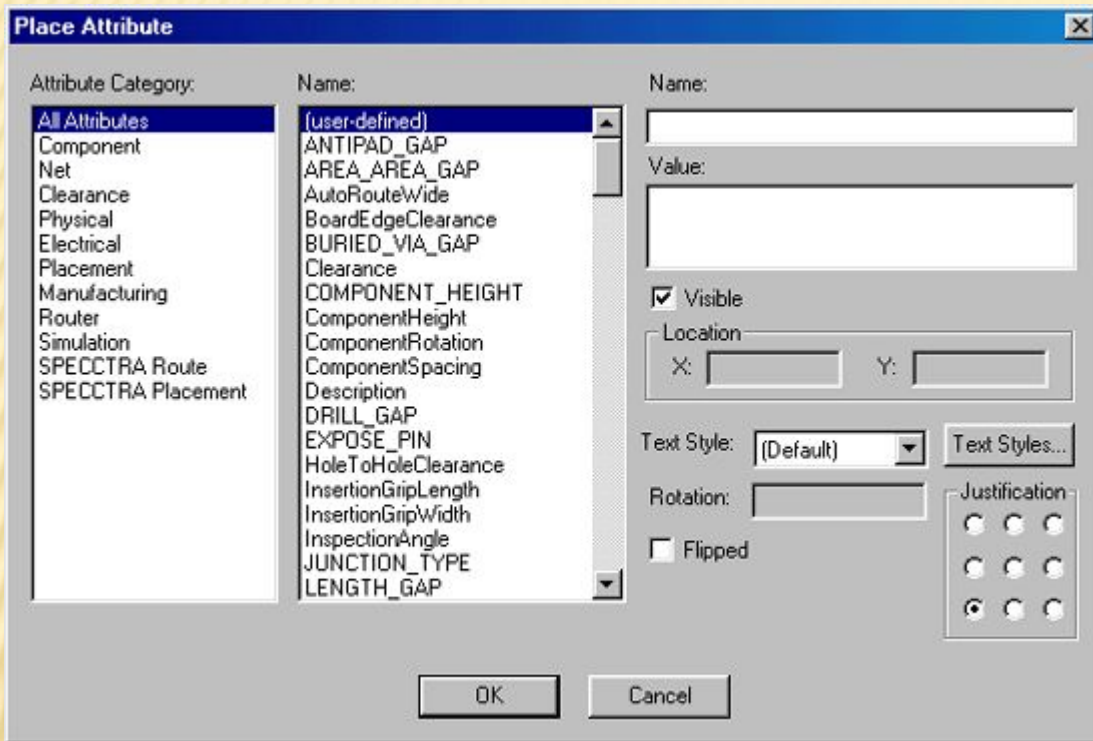 Place Attribute
Attribute Category:
All Attributes
Component
Net
Clearance
Physical
Electrical
Placement
Manufacturing
Router
Simulation
SPECCTRA Route
SPECCTRA Placement
Name:
(user-defined)
ANTIPAD_GAP
AREA_AREA_GAP
AutoRouteWide
BoardEdgeClearance
BURIED_VIA_GAP
Clearance
COMPONENT_HEIGHT
ComponentHeight
ComponentRotation
ComponentSpacing
Description
DRILL_GAP
EXPOSE_PIN
HoleToHoleClearance
InsertionGripLength
InsertionGripWidth
InspectionAngle
JUNCTION_TYPE
LENGTH_GAP
Name:
Value:
Visible
Location
X: Y:
Text Style: (Default) Text Styles...
Rotation:
Justification
Flipped
OK Cancel